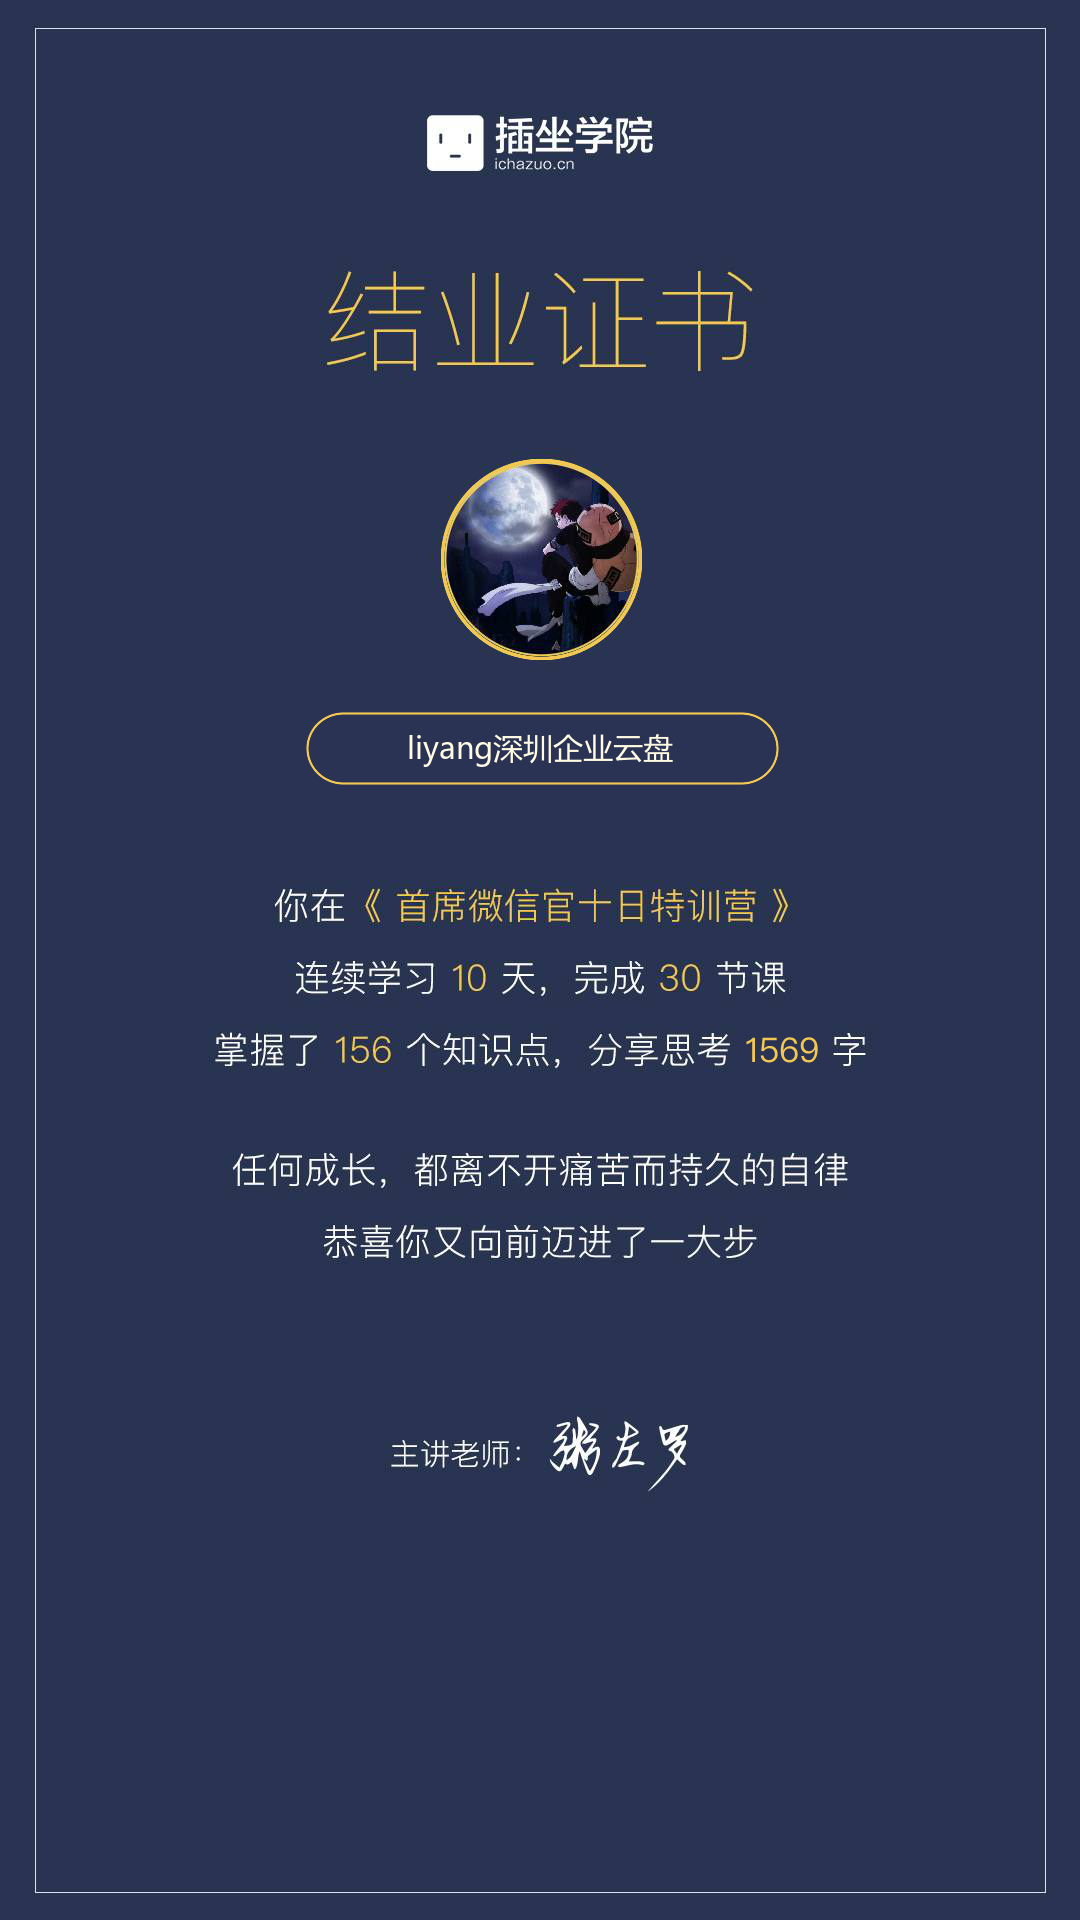 插坐学院
ichazuo.cn
结业证书
liyang深圳企业云盘
你在《 首席微信官十日特训营 》
连续学习 10 天，完成 30 节课
掌握了 156 个知识点，分享思考 1569 字
任何成长，都离不开痛苦而持久的自律
恭喜你又向前迈进了一大步
主讲老师：粥左罗